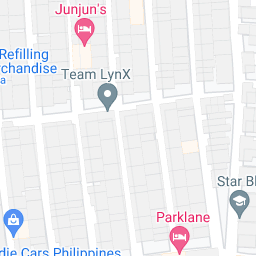 Junjun's
Refilling
rchandise
a
Team LynX
Star Bl
Parklane
die Cars Philippines